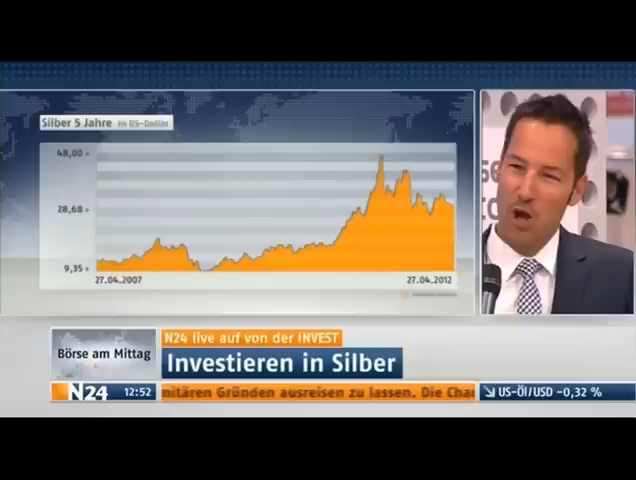 Silber 5 Jahre in US-Dollar
48,00
28,68
9,35
27.04.2007
27.04.2012
Börse am Mittag
N24 live auf von der INVEST
Investieren in Silber
N24 12:52
mitären Gründen ausreisen zu lassen. Die Cha
US-Öl/USD -0,32 %